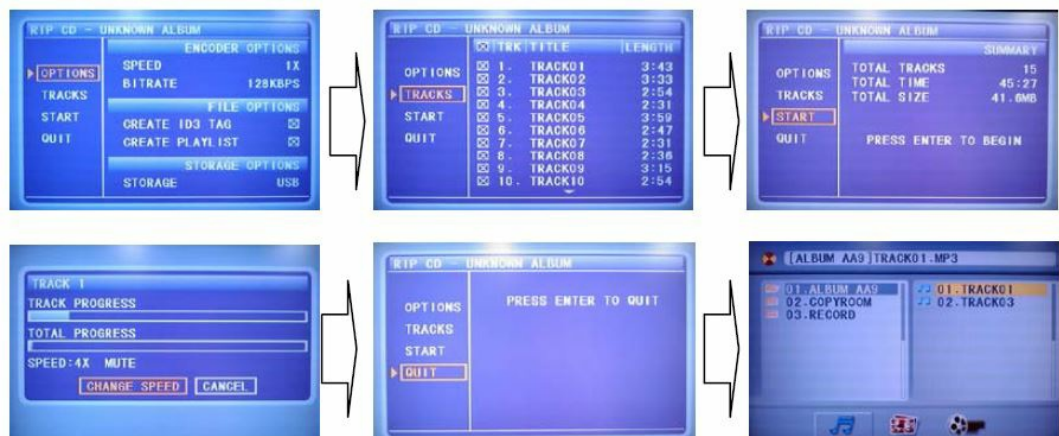 RIP CD - UNKNOWN ALBUM
ENCODER OPTIONS
SPEED 1X
OPTIONS
BITRATE 128KBPS
TRACKS
FILE OPTIONS
START
CREATE ID3 TAG
QUIT
CREATE PLAYLIST
STORAGE OPTIONS
STORAGE USB
RIP CD - UNKNOWN ALBUM
TRK TITLE LENGTH
OPTIONS
TRACKS
START
QUIT
1. TRACK01 3:43
2. TRACK02 3:33
3. TRACK03 2:54
4. TRACK04 2:31
5. TRACK05 3:59
6. TRACK06 2:47
7. TRACK07 2:31
8. TRACK08 2:36
9. TRACK09 3:15
10. TRACK10 2:54
RIP CD - UNKNOWN ALBUM
SUMMARY
OPTIONS
TRACKS
START
QUIT
TOTAL TRACKS 15
TOTAL TIME 45:27
TOTAL SIZE 41.6MB
PRESS ENTER TO BEGIN
TRACK 1
TRACK PROGRESS
TOTAL PROGRESS
SPEED:4X MUTE
CHANGE SPEED CANCEL
RIP CD - UNKNOWN ALBUM
OPTIONS
TRACKS
START
QUIT
PRESS ENTER TO QUIT
[ALBUM AA9]TRACK01.MP3
01.ALBUM AA9
02.COPYROOM
03.RECORD
01.TRACK01
02.TRACK03